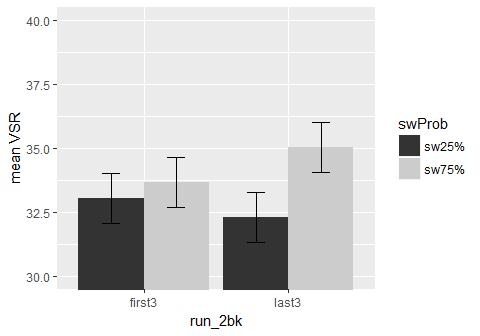 40.0
37.5
35.0
32.5
30.0
mean VSR
first3
last3
run_2bk
swProb
sw25%
sw75%